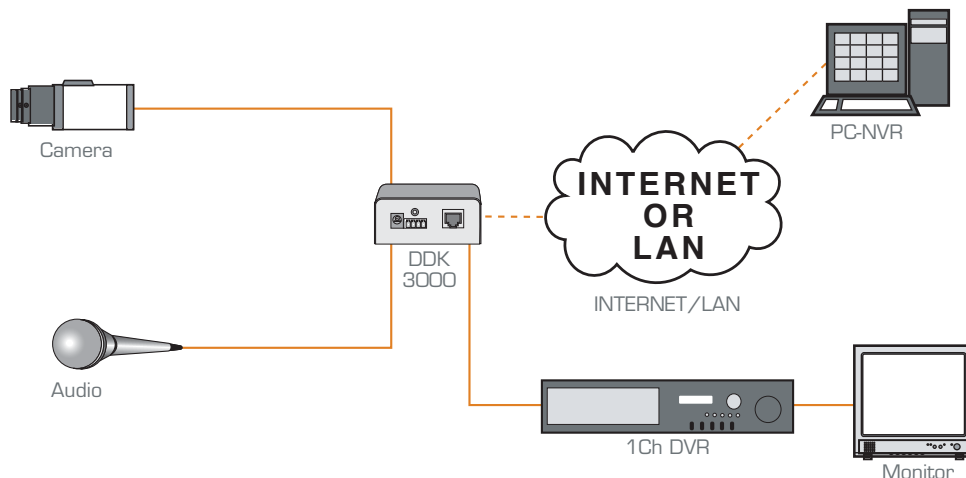 PC-NVR
Camera
INTERNET
OR
LAN
DDK
3000
INTERNET/LAN
Audio
1Ch DVR
Monitor